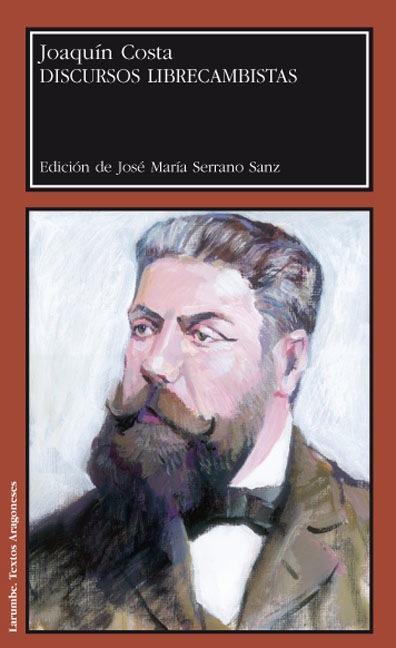 Joaquín Costa
DISCURSOS LIBRECAMBISTAS
Edición de José María Serrano Sanz
Larumbe. Textos Aragoneses